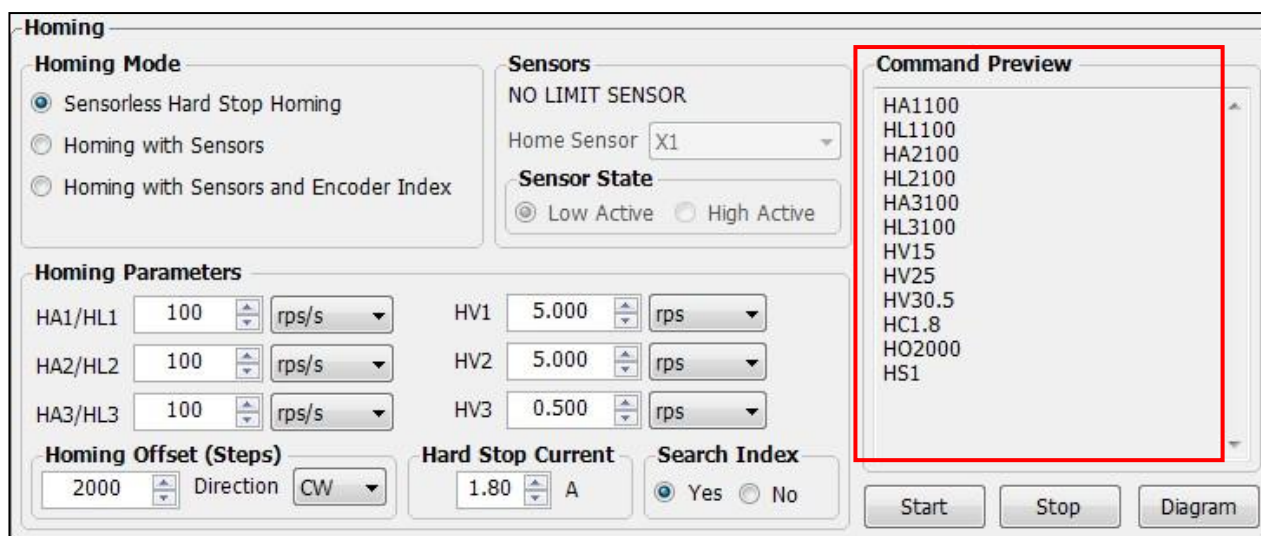 Homing
Homing Mode
Sensorless Hard Stop Homing
Homing with Sensors
Homing with Sensors and Encoder Index
Sensors
NO LIMIT SENSOR
Home Sensor X1
Sensor State
Low Active High Active
Homing Parameters
HA1/HL1 100 rps/s HV1 5.000 rps
HA2/HL2 100 rps/s HV2 5.000 rps
HA3/HL3 100 rps/s HV3 0.500 rps
Homing Offset (Steps)
2000 Direction CW
Hard Stop Current
1.80 A
Search Index
Yes No
Command Preview
HA1100
HL1100
HA2100
HL2100
HA3100
HL3100
HV15
HV25
HV30.5
HC1.8
HO2000
HS1
Start Stop Diagram